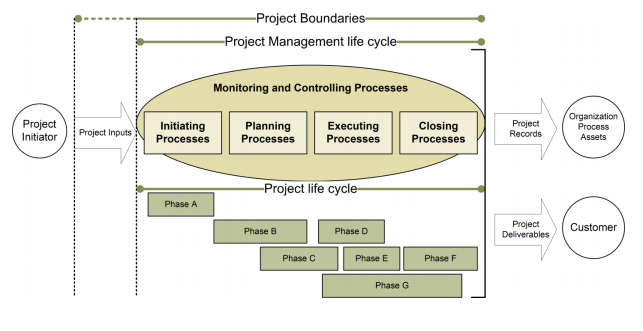 Project Boundaries
Project Management life cycle
Monitoring and Controlling Processes
Project
Initiator
Project Inputs
Initiating
Processes
Planning
Processes
Executing
Processes
Closing
Processes
Project
Records
Organization
Process
Assets
Project life cycle
Phase A
Phase B
Phase D
Phase C
Phase E
Phase F
Phase G
Project
Deliverables
Customer